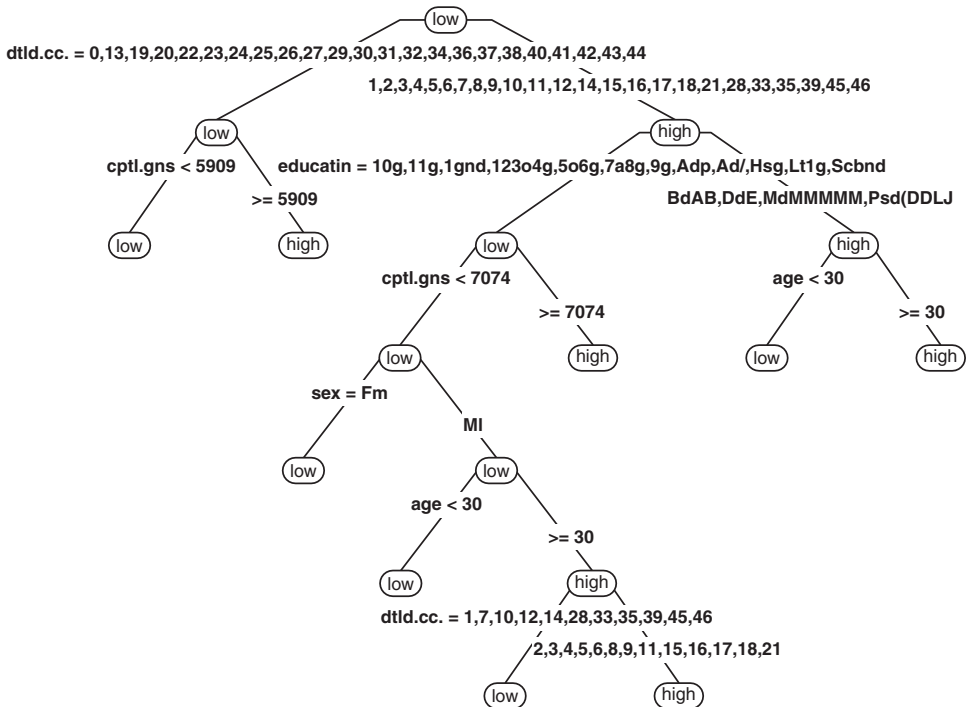 low
dtld.cc. = 0,13,19,20,22,23,24,25,26,27,29,30,31,32,34,36,37,38,40,41,42,43,44
1,2,3,4,5,6,7,8,9,10,11,12,14,15,16,17,18,21,28,33,35,39,45,46
low
high
cptl.gns < 5909
educatin = 10g,11g,1gnd,123o4g,5o6g,7a8g,9g,Adp,Ad/,Hsg,Lt1g,Scbnd
>= 5909
BdAB,DdE,MdMMMMM,Psd(DDLJ
low
high
low
high
cptl.gns < 7074
age < 30
>= 7074
>= 30
low
high
low
high
sex = Fm
Ml
low
low
age < 30
>= 30
low
high
dtld.cc. = 1,7,10,12,14,28,33,35,39,45,46
2,3,4,5,6,8,9,11,15,16,17,18,21
low
high